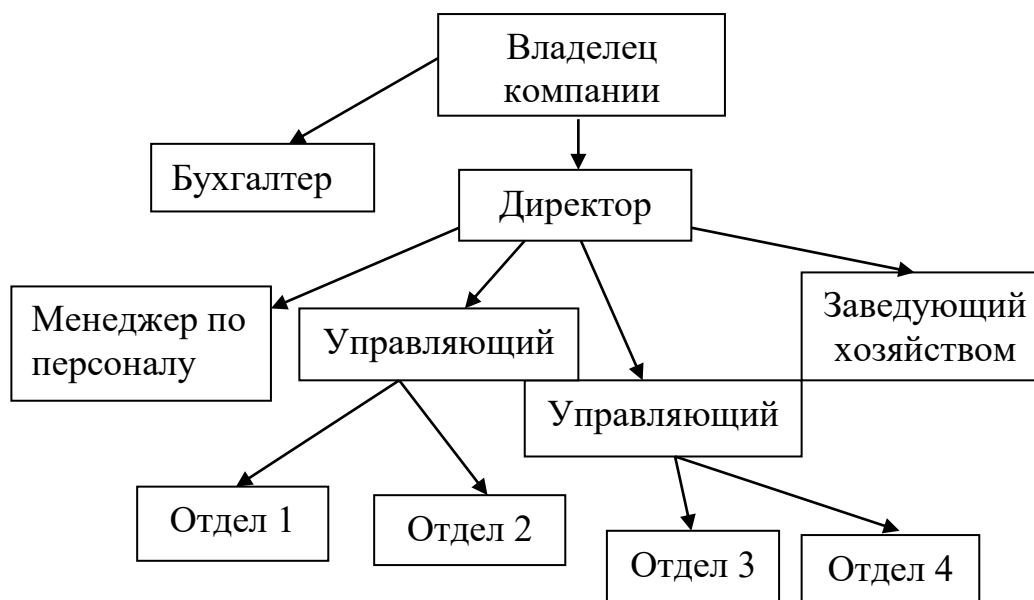 Владелец
компании
Бухгалтер
Директор
Менеджер по
персоналу
Управляющий
Заведующий
хозяйством
Управляющий
Отдел 1
Отдел 2
Отдел 3
Отдел 4